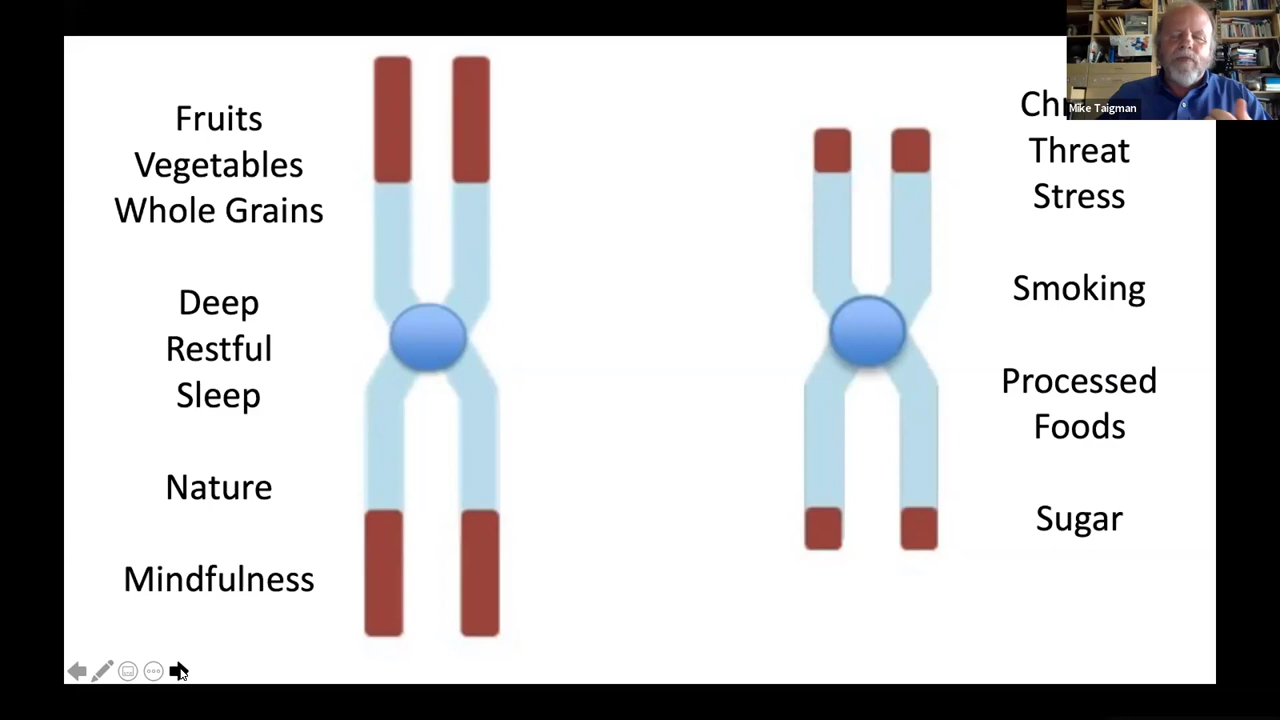 Fruits
Vegetables
Whole Grains
Deep
Restful
Sleep
Nature
Mindfulness
Mike Taigman
Threat
Stress
Smoking
Processed
Foods
Sugar